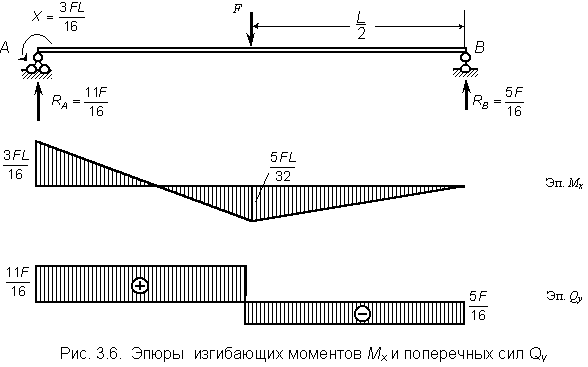 X = 3FL/16
F
L/2
A
B
R_A = 11F/16
R_B = 5F/16
3FL/16
5FL/32
Эп. M_x
11F/16
+
−
5F/16
Эп. Q_y
Рис. 3.6. Эпюры изгибающих моментов M_x и поперечных сил Q_y